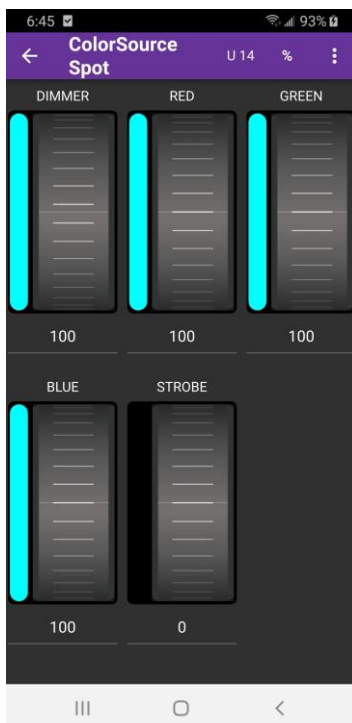 6:45 93%
ColorSource
Spot
U 14 %
DIMMER RED GREEN
100 100 100
BLUE STROBE
100 0